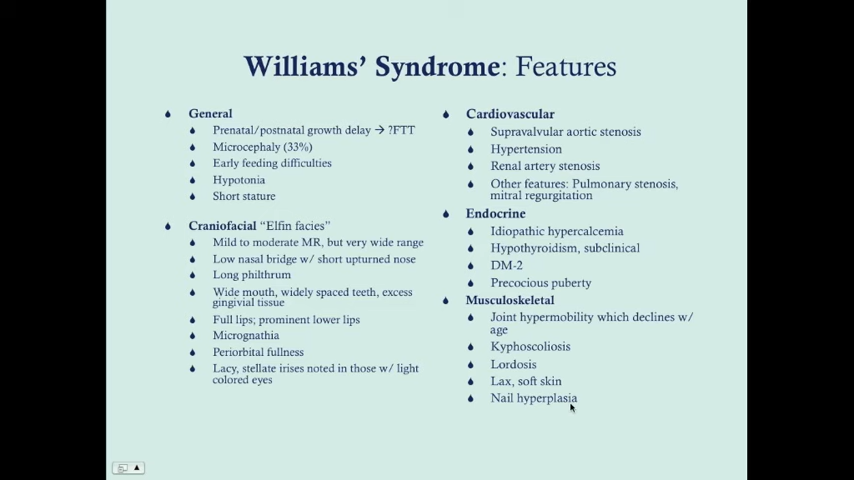 Williams' Syndrome: Features
General
Prenatal/postnatal growth delay → ?FTT
Microcephaly (33%)
Early feeding difficulties
Hypotonia
Short stature
Craniofacial “Elfin facies”
Mild to moderate MR, but very wide range
Low nasal bridge w/ short upturned nose
Long philthrum
Wide mouth, widely spaced teeth, excess
gingivial tissue
Full lips; prominent lower lips
Micrognathia
Periorbital fullness
Lacy, stellate irises noted in those w/ light
colored eyes
Cardiovascular
Supravalvular aortic stenosis
Hypertension
Renal artery stenosis
Other features: Pulmonary stenosis,
mitral regurgitation
Endocrine
Idiopathic hypercalcemia
Hypothyroidism, subclinical
DM-2
Precocious puberty
Musculoskeletal
Joint hypermobility which declines w/
age
Kyphoscoliosis
Lordosis
Lax, soft skin
Nail hyperplasia